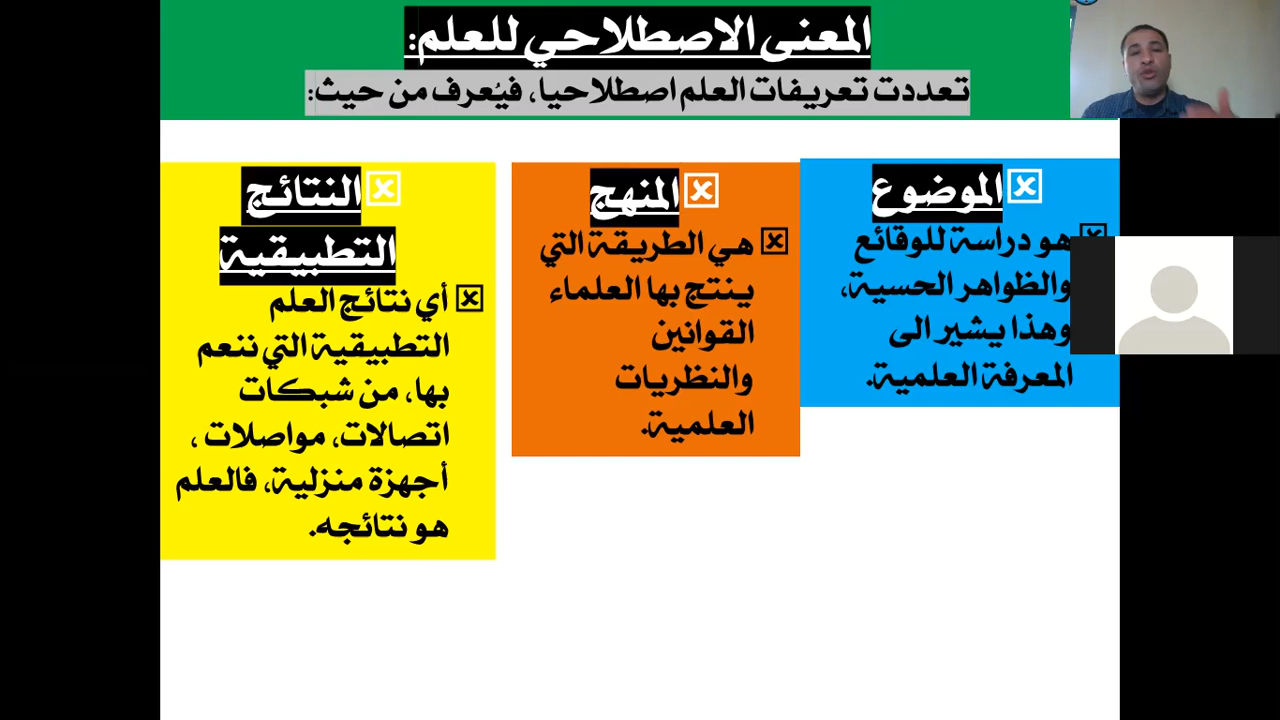 المعنى الاصطلاحي للعلم:
تعددت تعريفات العلم اصطلاحيا، فيُعرف من حيث:
الموضوع
هو دراسة للوقائع
والظواهر الحسية،
وهذا يشير الى
المعرفة العلمية.
المنهج
هي الطريقة التي
ينتج بها العلماء
القوانين
والنظريات
العلمية.
النتائج
التطبيقية
أي نتائج العلم
التطبيقية التي ننعم
بها، من شبكات
اتصالات، مواصلات ،
أجهزة منزلية، فالعلم
هو نتائجه.